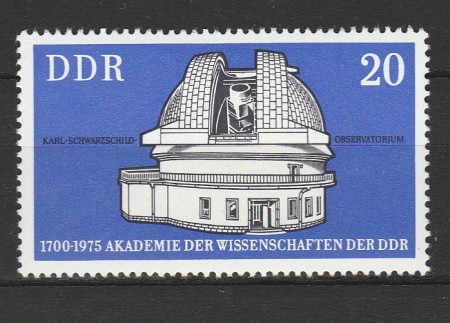 DDR 20
KARL-SCHWARZSCHILD- OBSERVATORIUM
1700-1975 AKADEMIE DER WISSENSCHAFTEN DER DDR